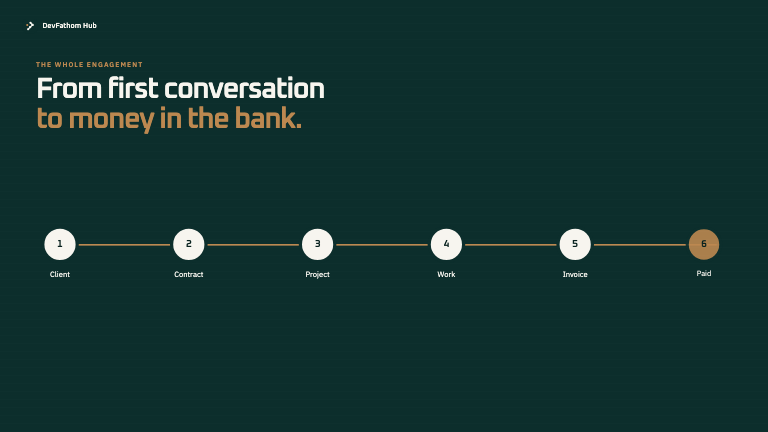 DevFathom Hub
THE WHOLE ENGAGEMENT
From first conversation
to money in the bank.
1 2 3 4 5 6
Client Contract Project Work Invoice Paid